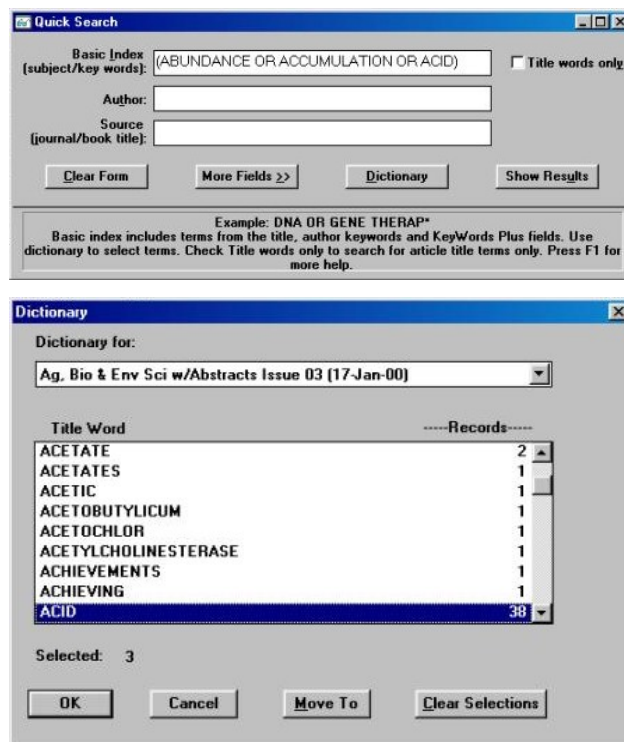 Quick Search
Basic Index
(subject/key words):
(ABUNDANCE OR ACCUMULATION OR ACID)
Title words only
Author:
Source
(journal/book title):
Clear Form
More Fields >>
Dictionary
Show Results
Example: DNA OR GENE THERAP*
Basic index includes terms from the title, author keywords and KeyWords Plus fields. Use
dictionary to select terms. Check Title words only to search for article title terms only. Press F1 for
more help.
Dictionary
Dictionary for:
Ag, Bio & Env Sci w/Abstracts Issue 03 (17-Jan-00)
Title Word -----Records-----
ACETATE 2
ACETATES 1
ACETIC 1
ACETOBUTYLICUM 1
ACETOCHLOR 1
ACETYLCHOLINESTERASE 1
ACHIEVEMENTS 1
ACHIEVING 1
ACID 38
Selected: 3
OK
Cancel
Move To
Clear Selections